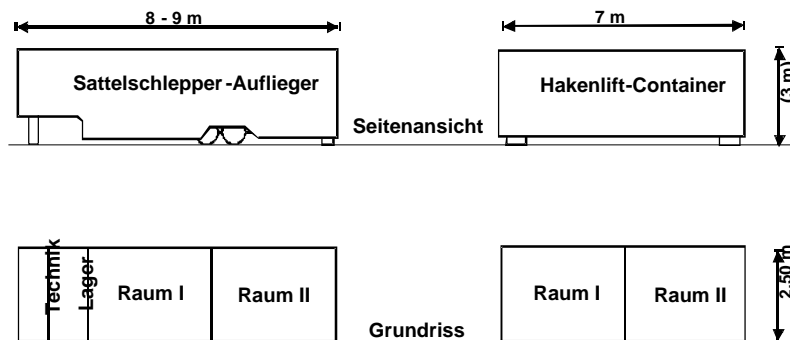 8 - 9 m
7 m
Sattelschlepper-Auflieger
Hakenlift-Container
(3 m)
Seitenansicht
Technik
Lager
Raum I
Raum II
Raum I
Raum II
2,50 m
Grundriss